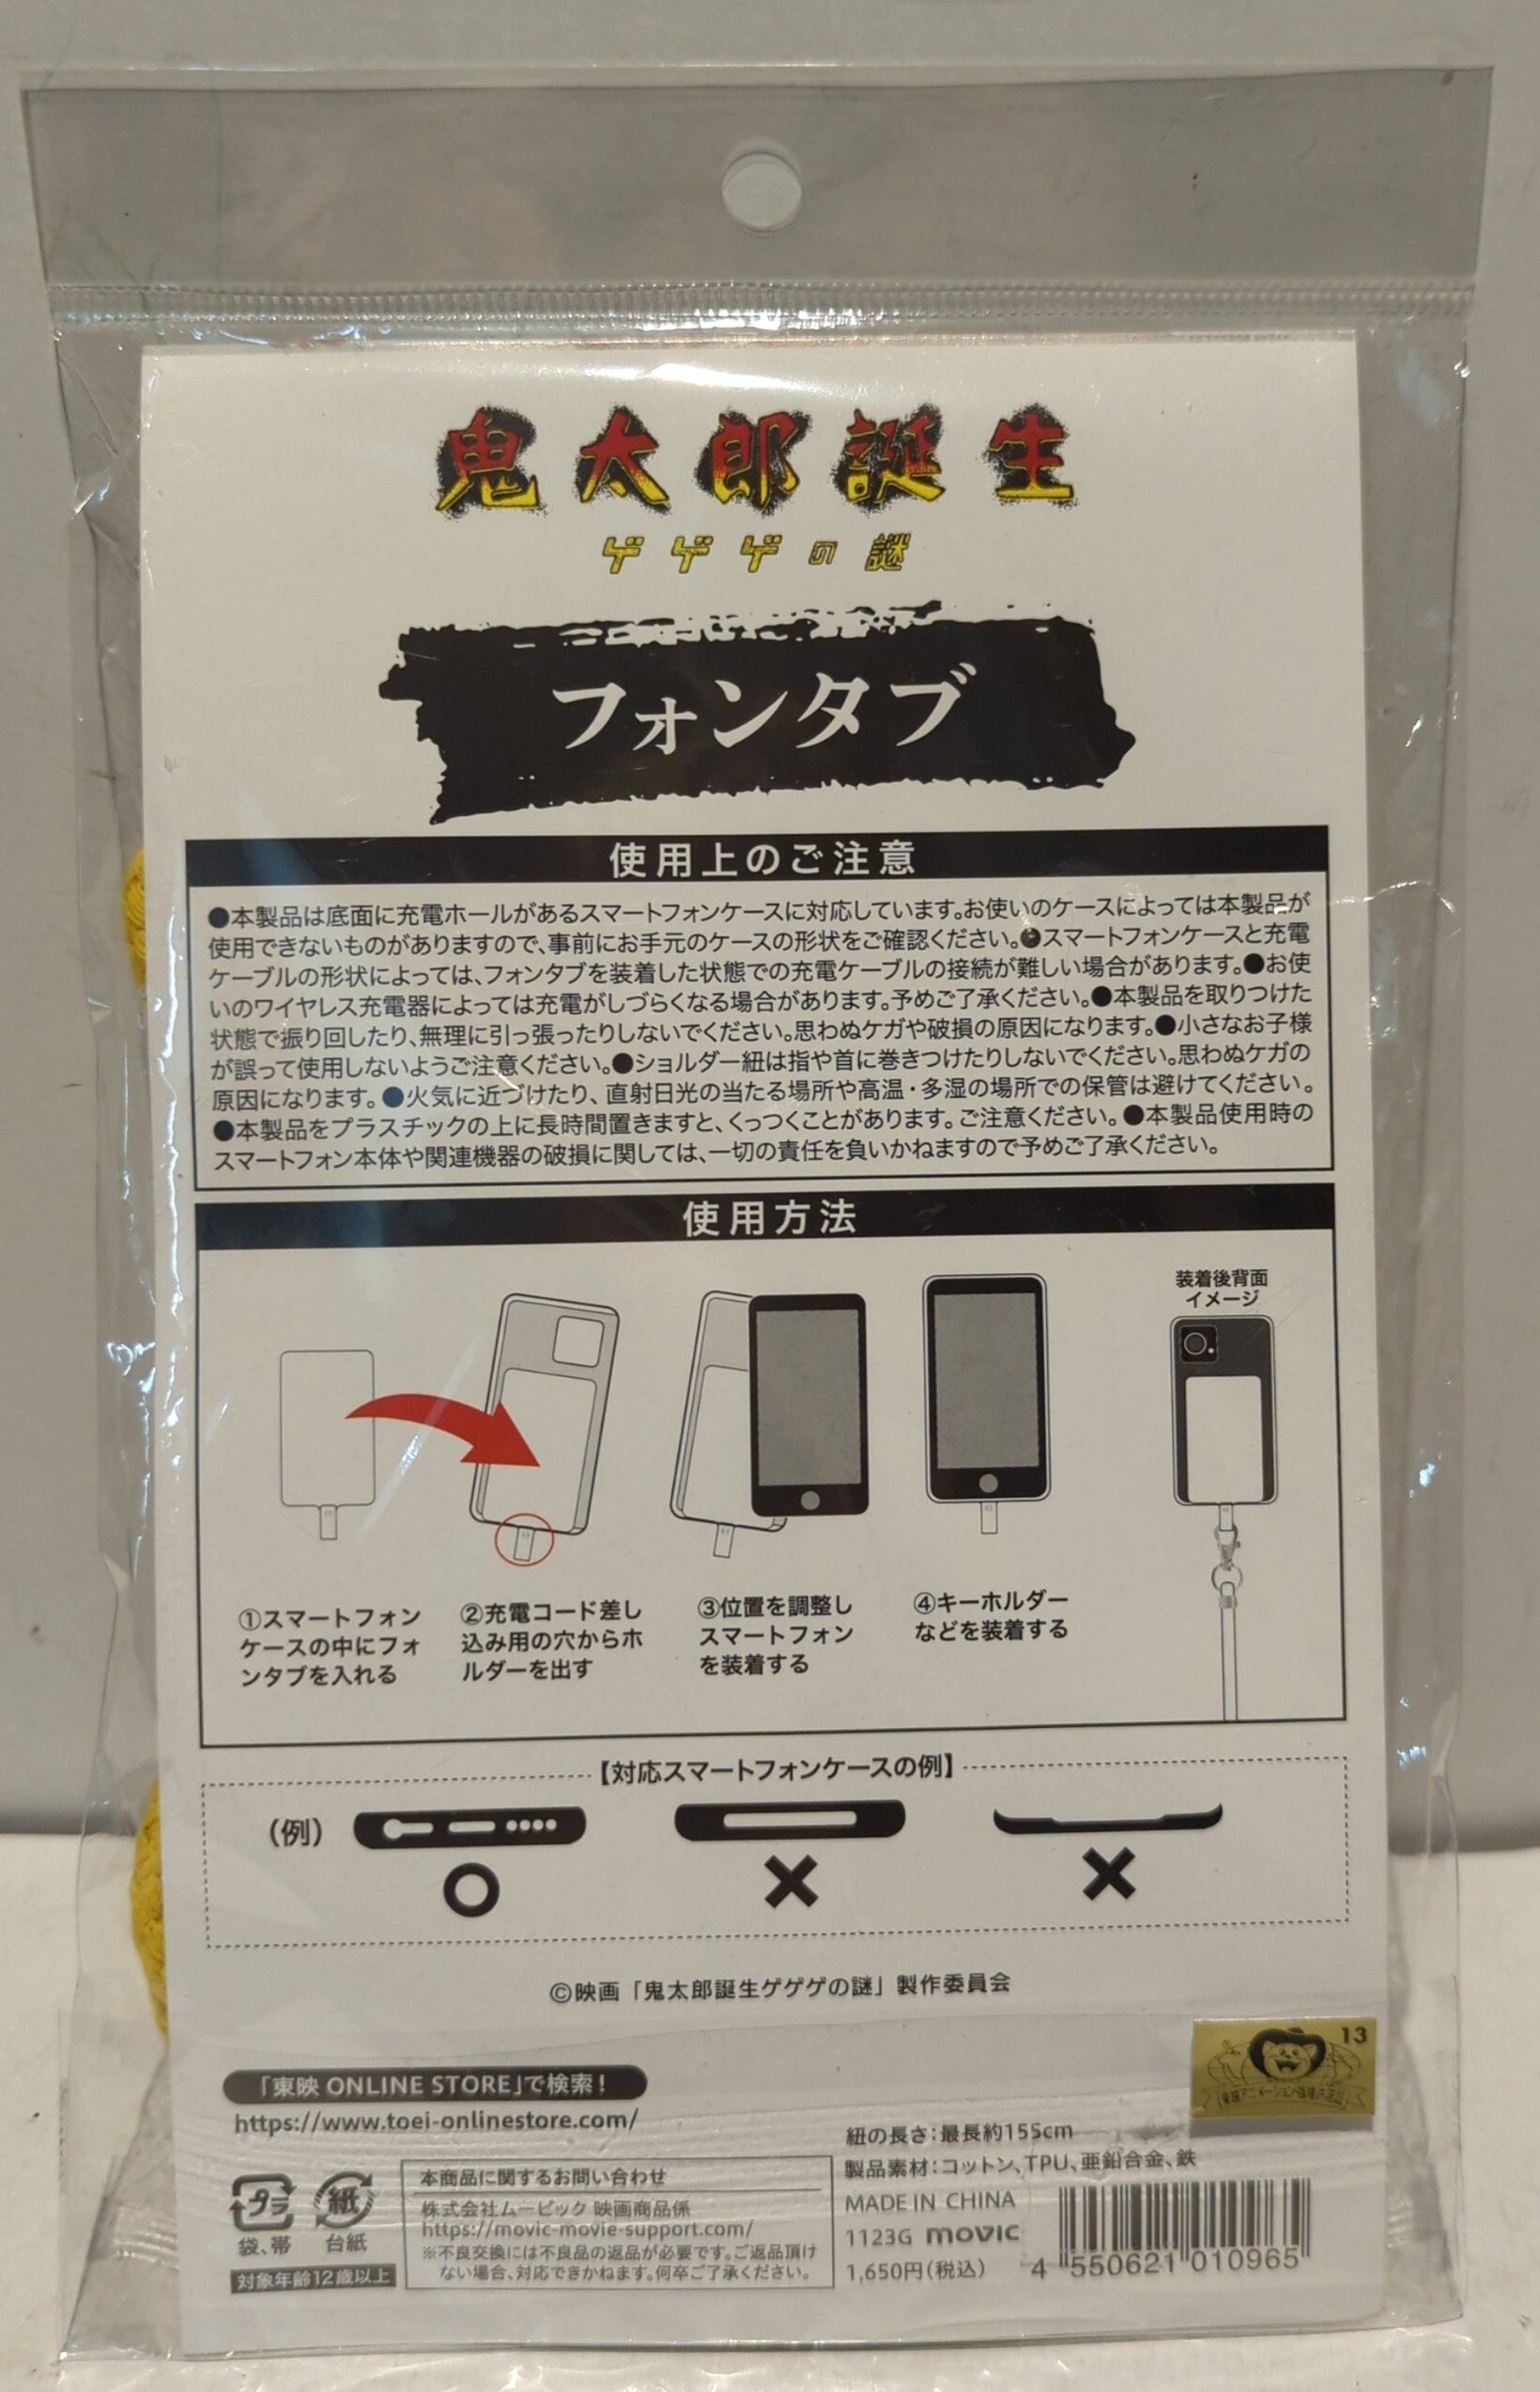 鬼太郎誕生
ゲゲゲの謎
フォンタブ
使用上のご注意
●本製品は底面に充電ホールがあるスマートフォンケースに対応しています。お使いのケースによっては本製品が
使用できないものがありますので、事前にお手元のケースの形状をご確認ください。●スマートフォンケースと充電
ケーブルの形状によっては、フォンタブを装着した状態での充電ケーブルの接続が難しい場合があります。●お使
いのワイヤレス充電器によっては充電がしづらくなる場合があります。予めご了承ください。●本製品を取りつけた
状態で振り回したり、無理に引っ張ったりしないでください。思わぬケガや破損の原因になります。●小さなお子様
が誤って使用しないようご注意ください。●ショルダー紐は指や首に巻きつけたりしないでください。思わぬケガの
原因になります。●火気に近づけたり、直射日光の当たる場所や高温・多湿の場所での保管は避けてください。
●本製品をプラスチックの上に長時間置きますと、くっつくことがあります。ご注意ください。●本製品使用時の
スマートフォン本体や関連機器の破損に関しては、一切の責任を負いかねますので予めご了承ください。
使用方法
装着後背面
イメージ
①スマートフォン
ケースの中にフォ
ンタブを入れる
②充電コード差し
込み用の穴からホ
ルダーを出す
③位置を調整し
スマートフォン
を装着する
④キーホルダー
などを装着する
【対応スマートフォンケースの例】
(例)
©映画「鬼太郎誕生ゲゲゲの謎」製作委員会
13
東映アニメーション・版権許諾証
「東映 ONLINE STORE」で検索!
https://www.toei-onlinestore.com/
プラ
袋、帯
紙
台紙
対象年齢12歳以上
本商品に関するお問い合わせ
株式会社ムービック 映画商品係
https://movic-movie-support.com/
※不良交換には不良品の返品が必要です。ご返品頂け
ない場合、対応できかねます。何卒ご了承ください。
紐の長さ:最長約155cm
製品素材:コットン、TPU、亜鉛合金、鉄
MADE IN CHINA
1123G movic
1,650円(税込)
4 550621 010965